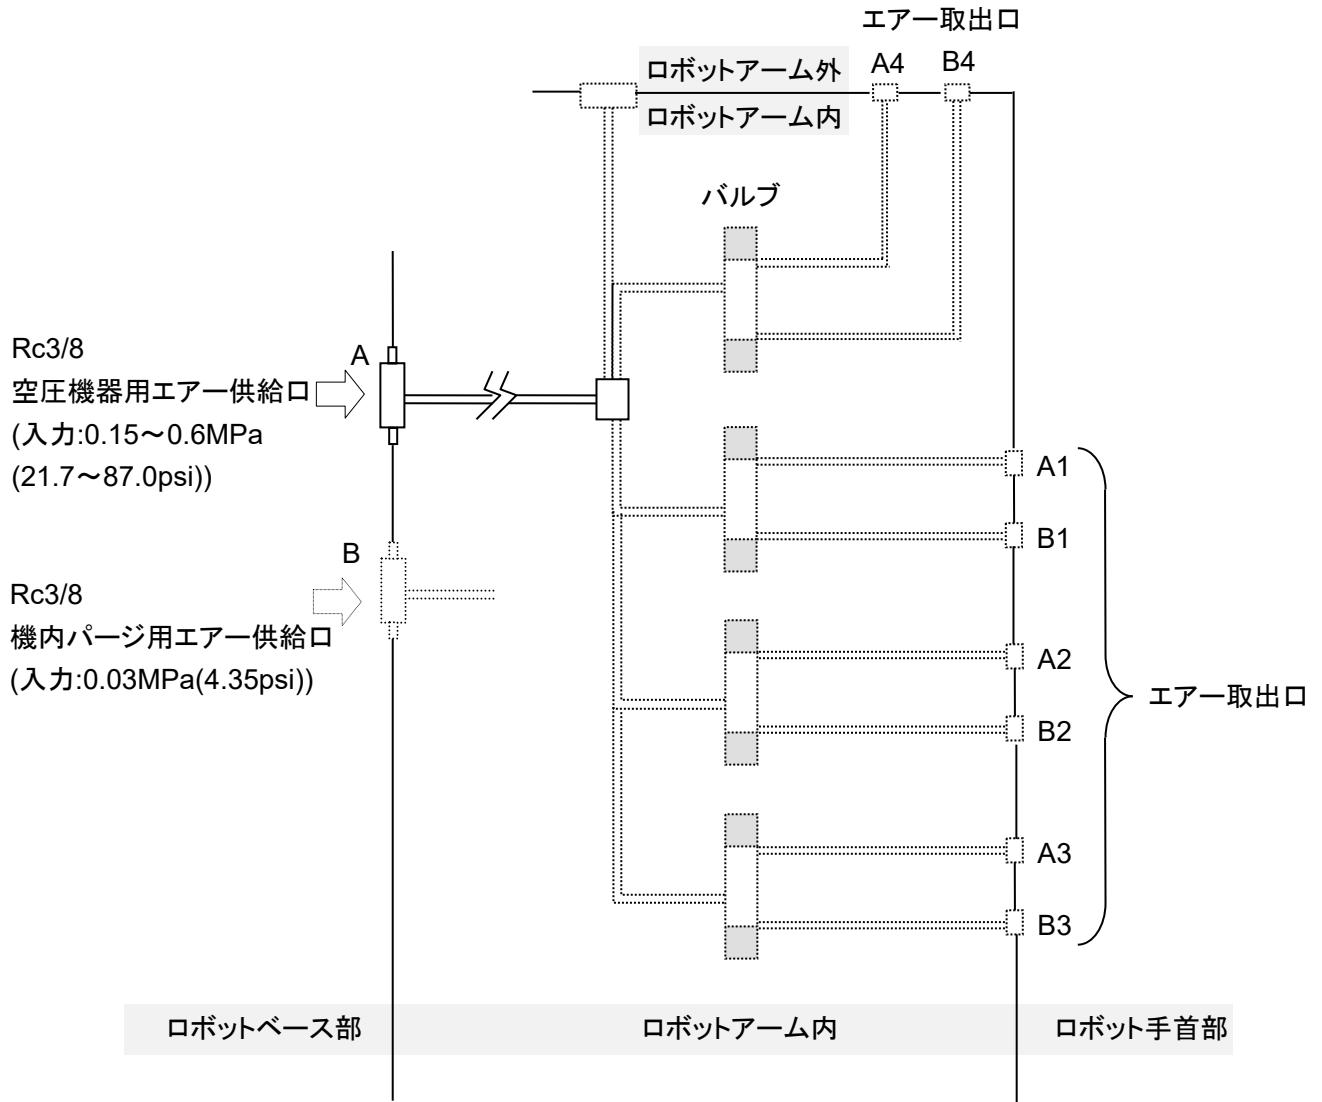 エアー取出口
ロボットアーム外
A4
B4
ロボットアーム内
バルブ
Rc3/8
A
空圧機器用エアー供給口
(入力:0.15～0.6MPa
(21.7～87.0psi))
A1
B1
B
Rc3/8
機内パージ用エアー供給口
(入力:0.03MPa(4.35psi))
A2
エアー取出口
B2
A3
B3
ロボットベース部
ロボットアーム内
ロボット手首部